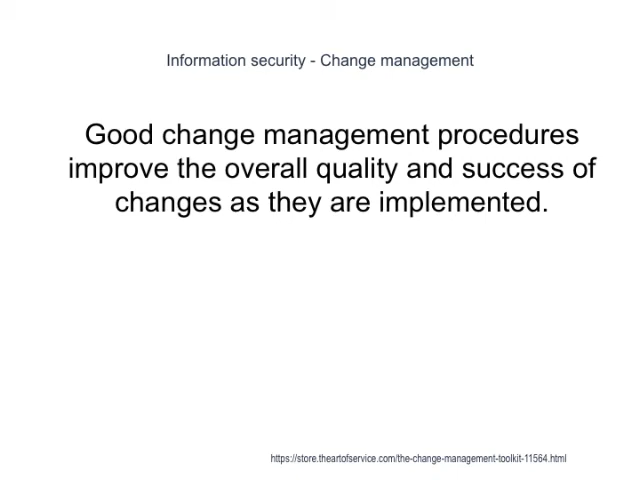 Information security - Change management
Good change management procedures
improve the overall quality and success of
changes as they are implemented.
https://store.theartofservice.com/the-change-management-toolkit-11564.html